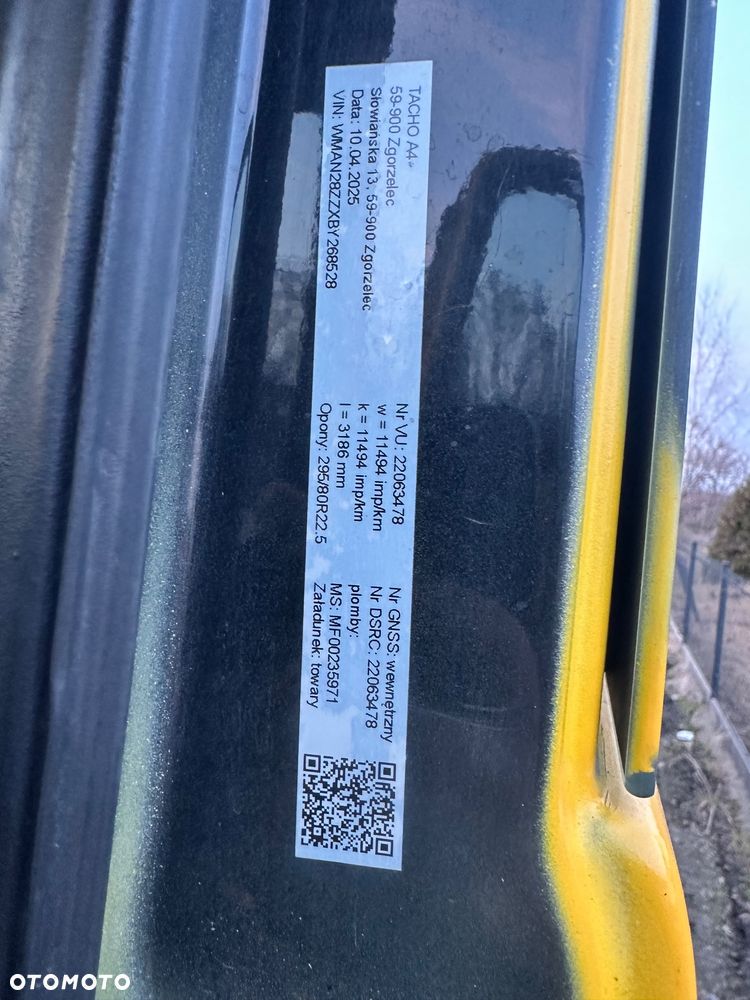 TACHO A4+
59-900 Zgorzelec
Słowiańska 13, 59-900 Zgorzelec
Data: 10.04.2025
VIN: WMAN28ZZXBY268528
Nr VU: 22063478
w = 11494 imp/km
k = 11494 imp/km
l = 3186 mm
Opony: 295/80R22.5
Nr GNSS: wewnętrzny
Nr DSRC: 22063478
plomby:
MS: MF00235971
Załadunek: towary
OTOMOTO